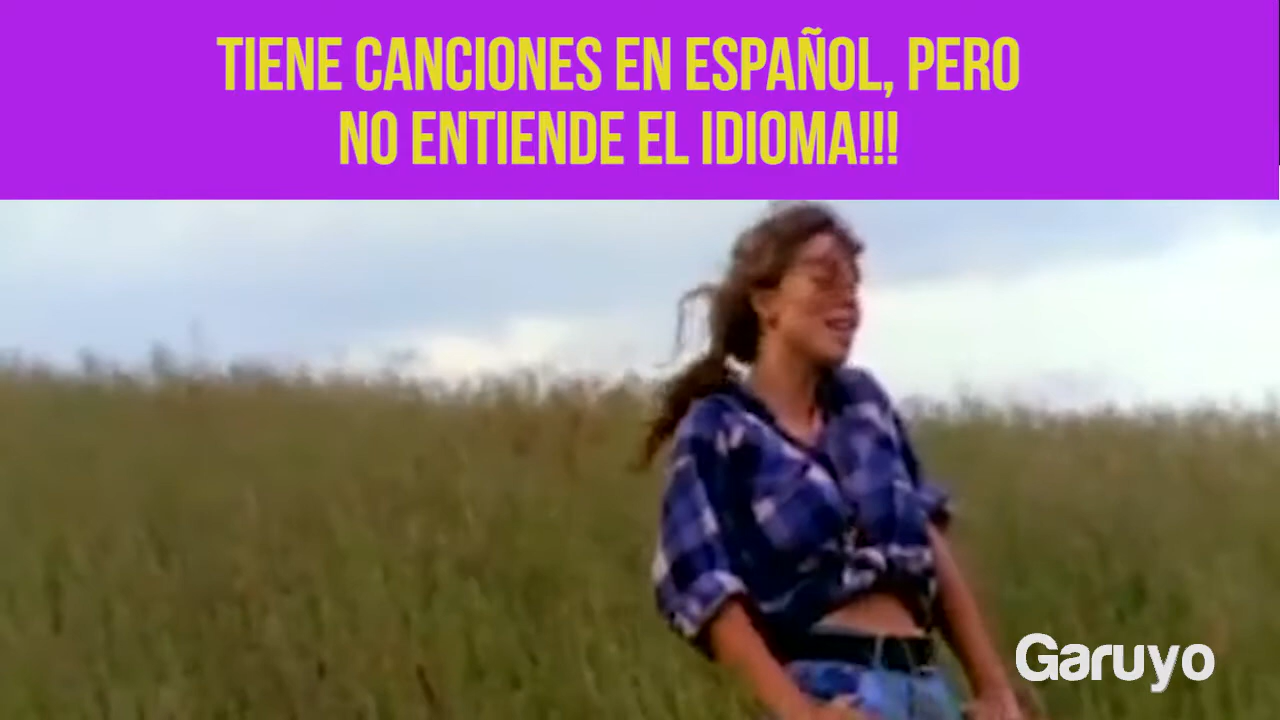 TIENE CANCIONES EN ESPAÑOL, PERO
NO ENTIENDE EL IDIOMA!!!
Garuyo